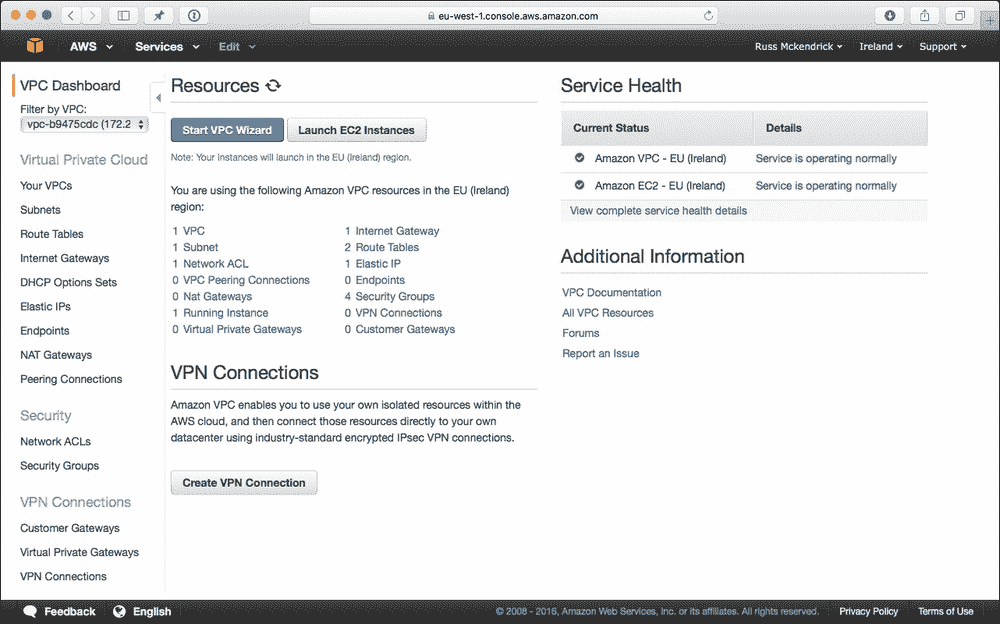 eu-west-1.console.aws.amazon.com
AWS Services Edit Russ Mckendrick Ireland Support
VPC Dashboard
Filter by VPC:
vpc-b9475cdc (172.2
Virtual Private Cloud
Your VPCs
Subnets
Route Tables
Internet Gateways
DHCP Options Sets
Elastic IPs
Endpoints
NAT Gateways
Peering Connections
Security
Network ACLs
Security Groups
VPN Connections
Customer Gateways
Virtual Private Gateways
VPN Connections
Resources
Start VPC Wizard Launch EC2 Instances
Note: Your Instances will launch in the EU (Ireland) region.
You are using the following Amazon VPC resources in the EU (Ireland)
region:
1 VPC
1 Subnet
1 Network ACL
0 VPC Peering Connections
0 Nat Gateways
1 Running Instance
0 Virtual Private Gateways
1 Internet Gateway
2 Route Tables
1 Elastic IP
0 Endpoints
4 Security Groups
0 VPN Connections
0 Customer Gateways
VPN Connections
Amazon VPC enables you to use your own isolated resources within the
AWS cloud, and then connect those resources directly to your own
datacenter using industry-standard encrypted IPsec VPN connections.
Create VPN Connection
Service Health
Current Status Details
Amazon VPC - EU (Ireland) Service is operating normally
Amazon EC2 - EU (Ireland) Service is operating normally
View complete service health details
Additional Information
VPC Documentation
All VPC Resources
Forums
Report an Issue
Feedback English © 2008 - 2016, Amazon Web Services, Inc. or its affiliates. All rights reserved. Privacy Policy Terms of Use